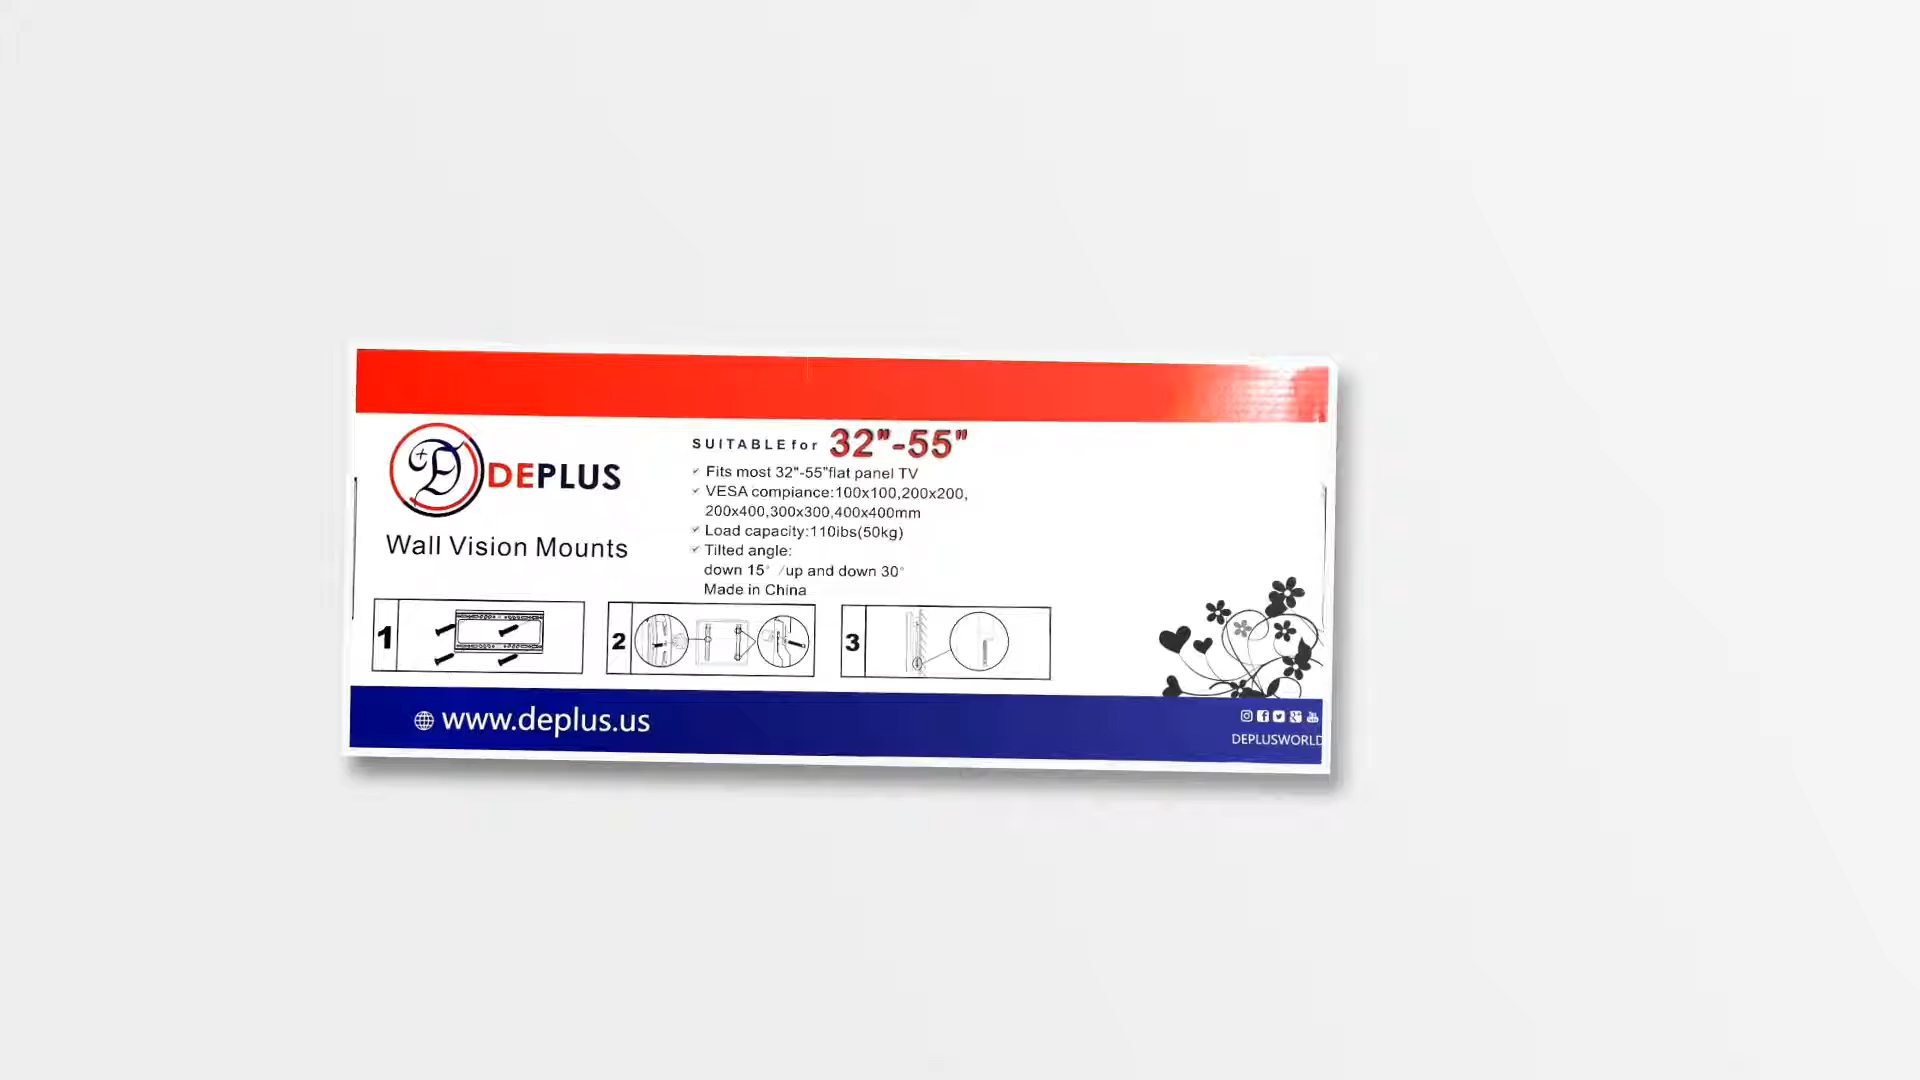 DEPLUS
Wall Vision Mounts
SUITABLE for 32"-55"
Fits most 32"-55"flat panel TV
VESA compiance:100x100,200x200,
200x400,300x300,400x400mm
Load capacity:110ibs(50kg)
Tilted angle:
down 15° /up and down 30°
Made in China
1
2
3
www.deplus.us
DEPLUSWORLD